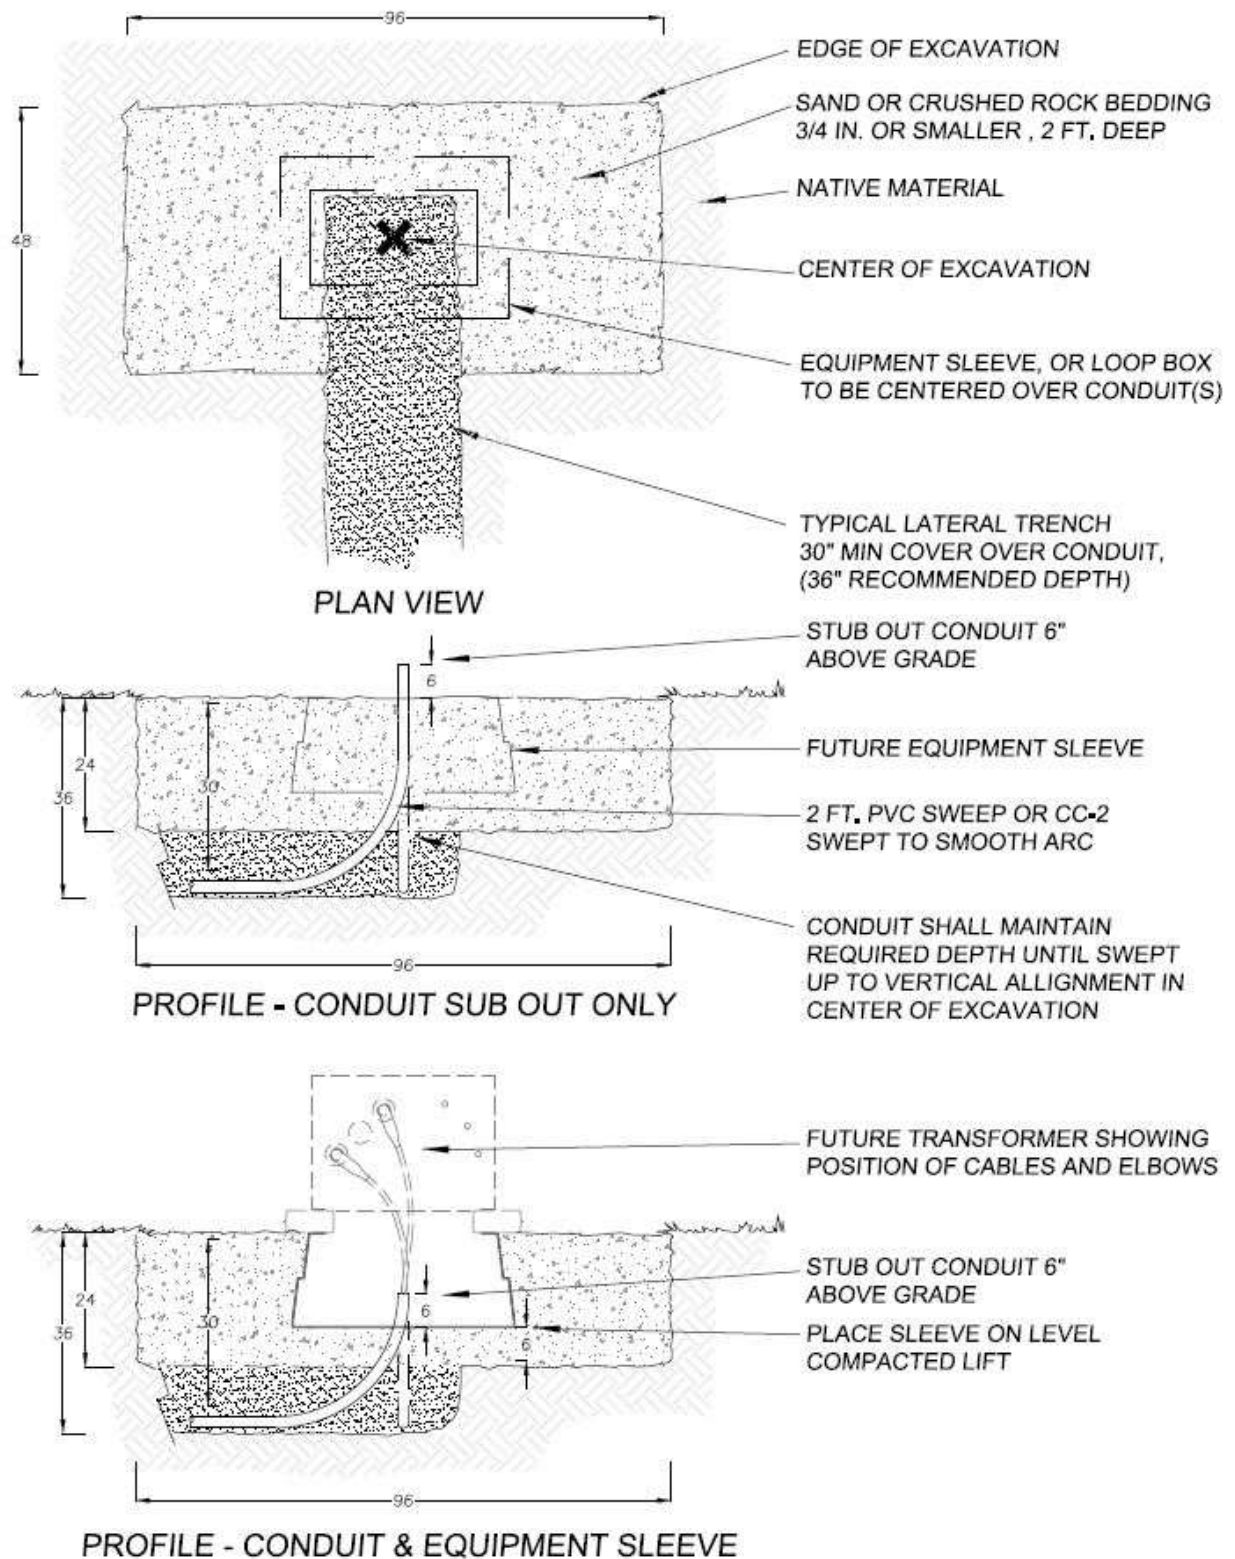 96
EDGE OF EXCAVATION
SAND OR CRUSHED ROCK BEDDING
3/4 IN. OR SMALLER , 2 FT. DEEP
NATIVE MATERIAL
48
CENTER OF EXCAVATION
EQUIPMENT SLEEVE, OR LOOP BOX
TO BE CENTERED OVER CONDUIT(S)
TYPICAL LATERAL TRENCH
30" MIN COVER OVER CONDUIT,
(36" RECOMMENDED DEPTH)
PLAN VIEW
STUB OUT CONDUIT 6"
ABOVE GRADE
6
FUTURE EQUIPMENT SLEEVE
24
36
30
2 FT. PVC SWEEP OR CC-2
SWEPT TO SMOOTH ARC
CONDUIT SHALL MAINTAIN
REQUIRED DEPTH UNTIL SWEPT
UP TO VERTICAL ALLIGNMENT IN
CENTER OF EXCAVATION
96
PROFILE - CONDUIT SUB OUT ONLY
FUTURE TRANSFORMER SHOWING
POSITION OF CABLES AND ELBOWS
STUB OUT CONDUIT 6"
ABOVE GRADE
24
36
30
6
6
PLACE SLEEVE ON LEVEL
COMPACTED LIFT
96
PROFILE - CONDUIT & EQUIPMENT SLEEVE